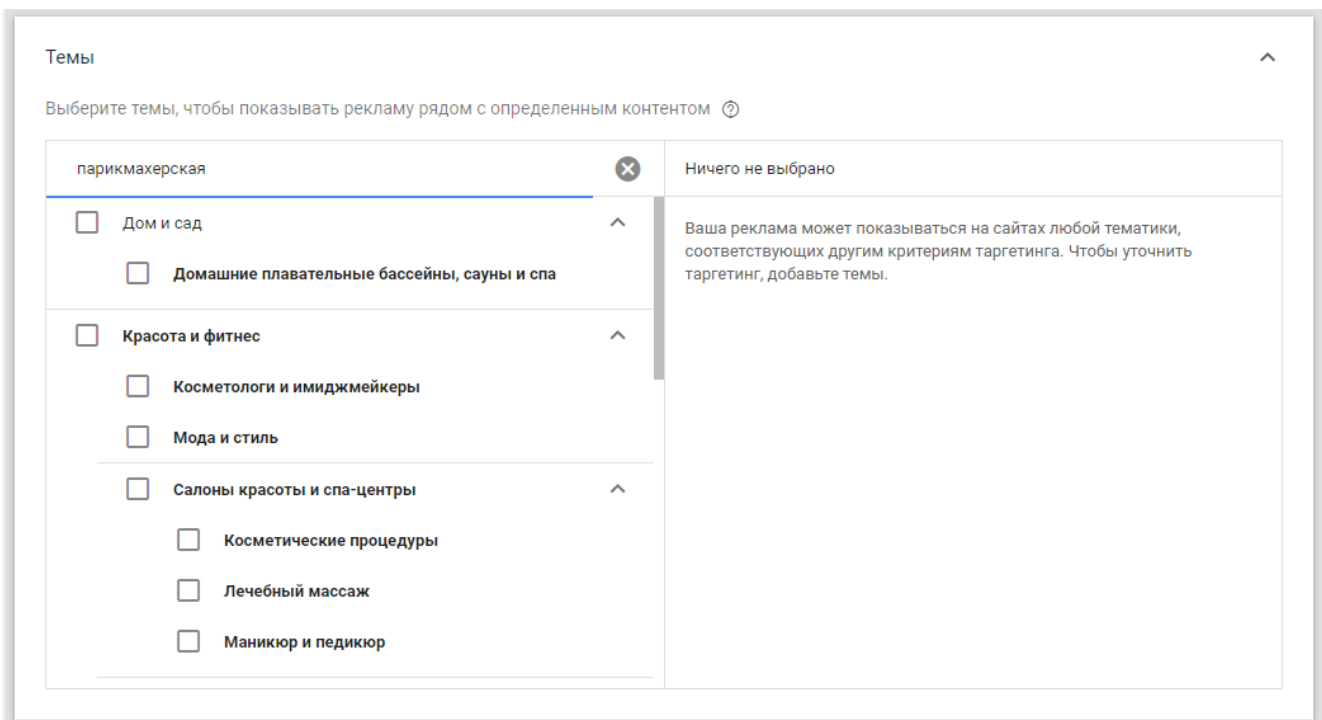 Темы
Выберите темы, чтобы показывать рекламу рядом с определенным контентом ?
парикмахерская
Ничего не выбрано
Дом и сад
Домашние плавательные бассейны, сауны и спа
Красота и фитнес
Косметологи и имиджмейкеры
Мода и стиль
Салоны красоты и спа-центры
Косметические процедуры
Лечебный массаж
Маникюр и педикюр
Ваша реклама может показываться на сайтах любой тематики,
соответствующих другим критериям таргетинга. Чтобы уточнить
таргетинг, добавьте темы.